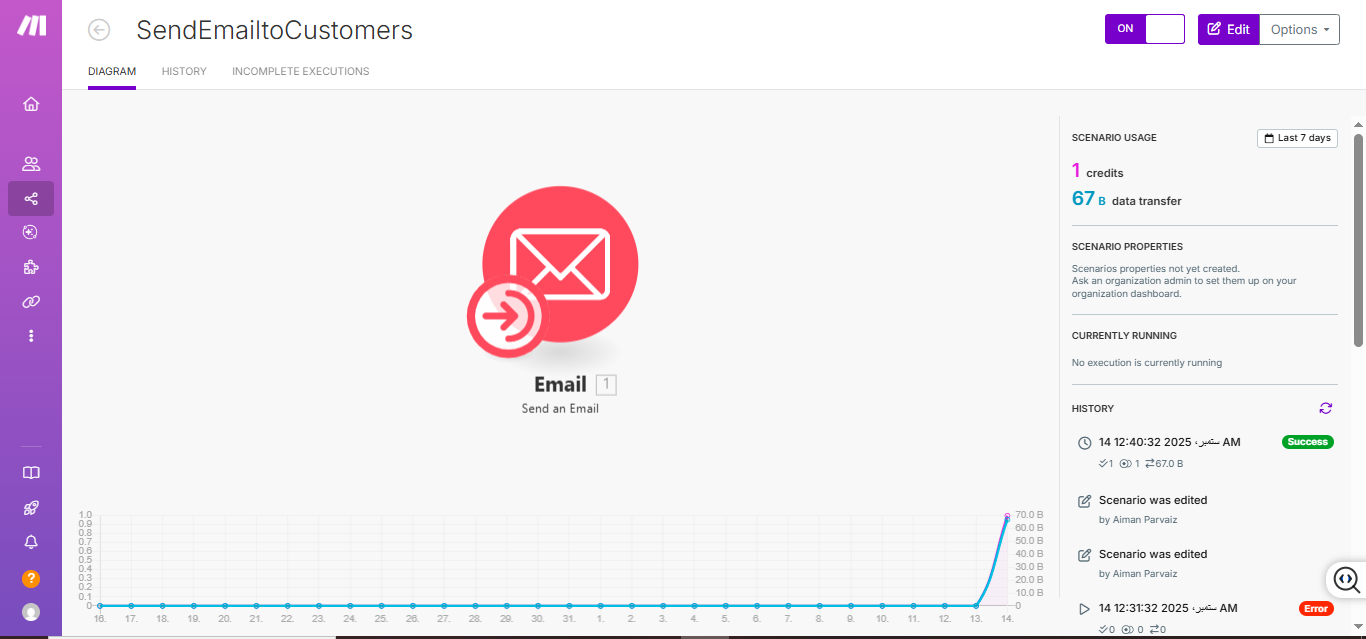 SendEmailtoCustomers
ON
Edit
Options
DIAGRAM
HISTORY
INCOMPLETE EXECUTIONS
Email 1
Send an Email
SCENARIO USAGE
Last 7 days
1 credits
67 B data transfer
SCENARIO PROPERTIES
Scenarios properties not yet created.
Ask an organization admin to set them up on your
organization dashboard.
CURRENTLY RUNNING
No execution is currently running
HISTORY
14 ستمبر، 2025 12:40:32 AM
Success
1 1 67.0 B
Scenario was edited
by Aiman Parvaiz
Scenario was edited
by Aiman Parvaiz
14 ستمبر، 2025 12:31:32 AM
Error
0 0 0
1.0
0.9
0.8
0.7
0.6
0.5
0.4
0.3
0.2
0.1
0
70.0 B
60.0 B
50.0 B
40.0 B
30.0 B
20.0 B
10.0 B
0
16. 17. 18. 19. 20. 21. 22. 23. 24. 25. 26. 27. 28. 29. 30. 31. 1. 2. 3. 4. 5. 6. 7. 8. 9. 10. 11. 12. 13. 14.
?